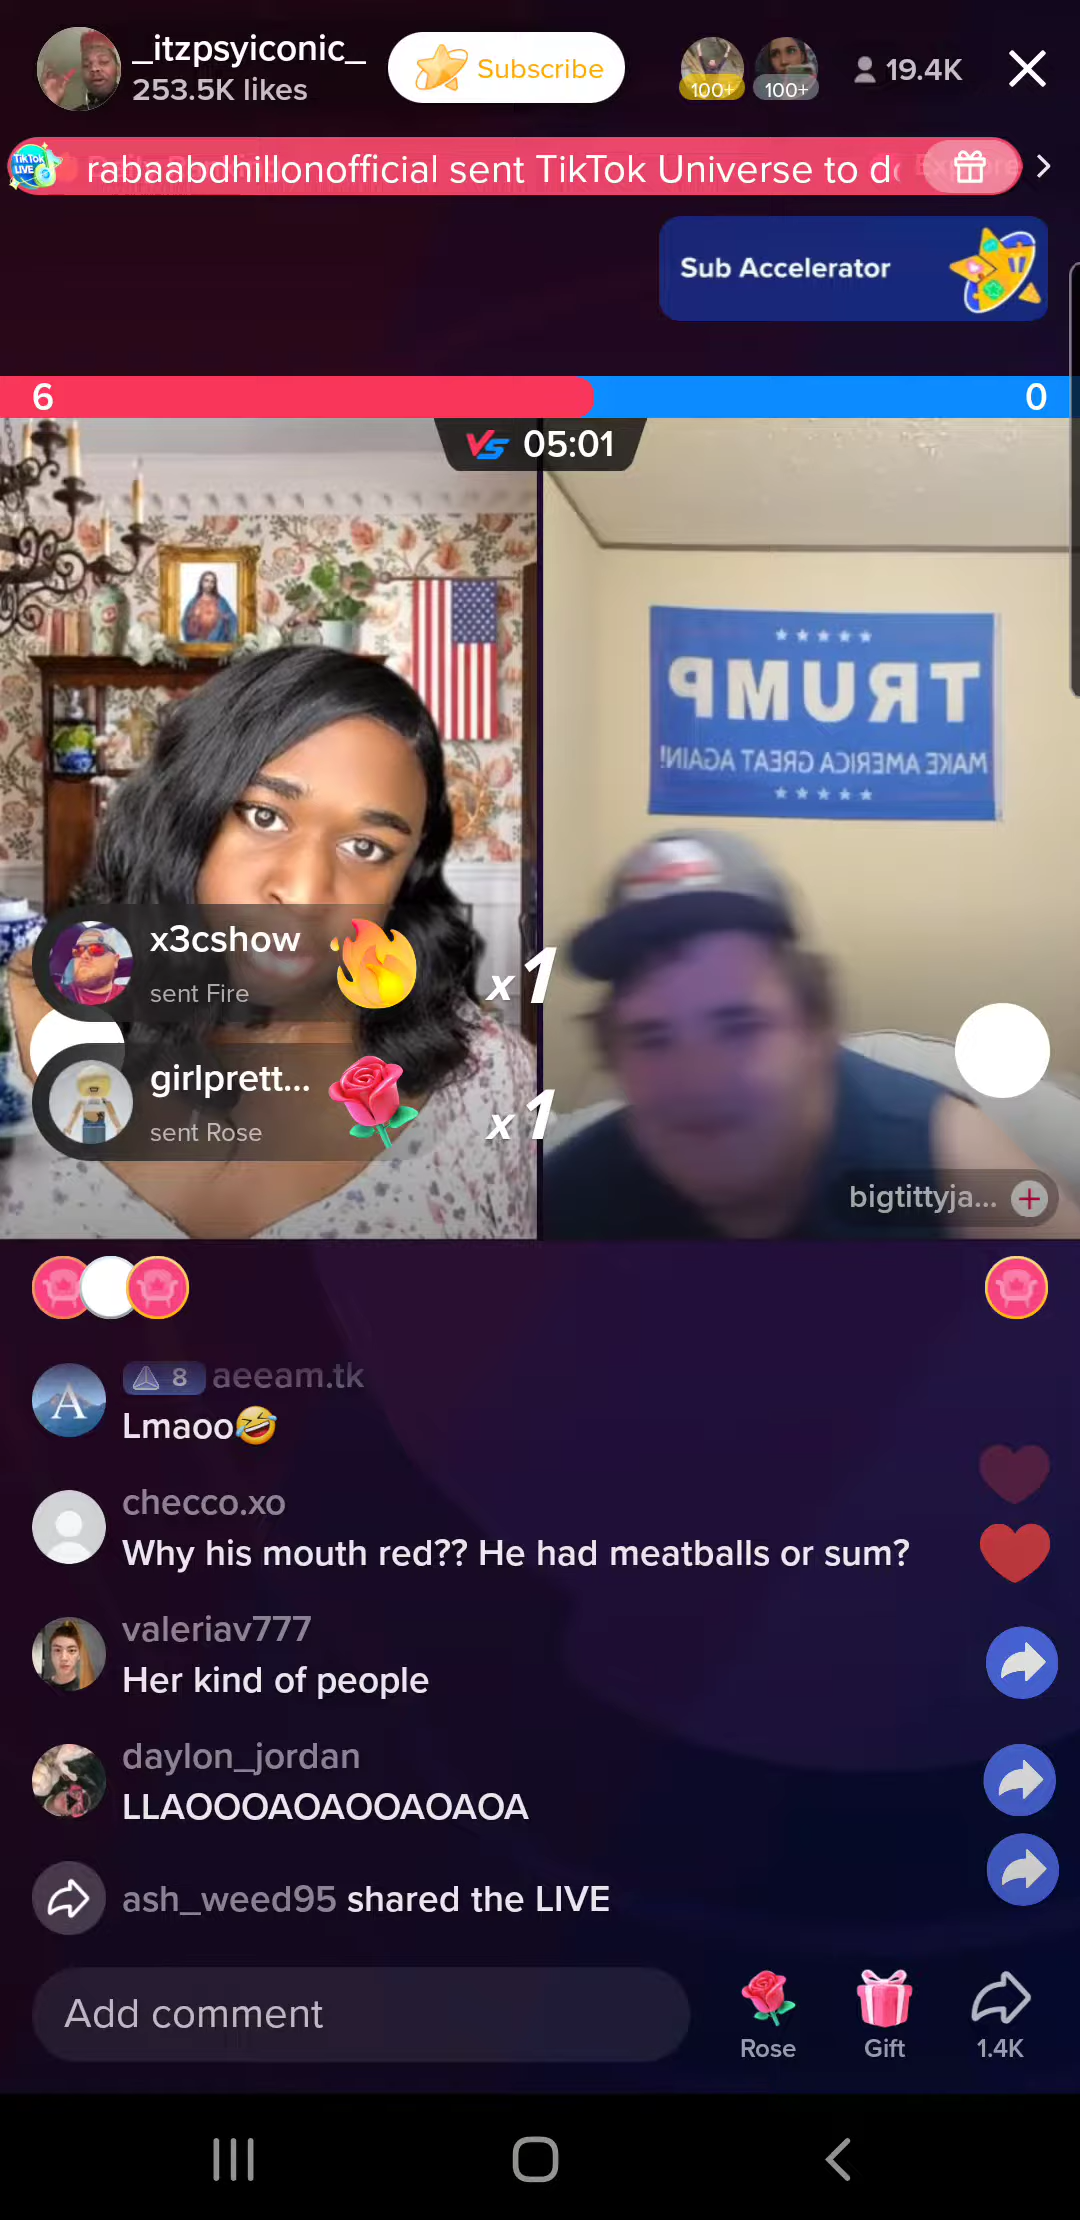 _itzpsyiconic_
253.5K likes
Subscribe
100+
100+
19.4K
TikTok
LIVE
rabaabdhillonofficial sent TikTok Universe to d
Sub Accelerator
6
0
VS 05:01
TRUMP
MAKE AMERICA GREAT AGAIN!
x3cshow
sent Fire
x1
girlprett...
sent Rose
x1
bigtittyja...
8 aeeam.tk
A
Lmaoo🤣
checco.xo
Why his mouth red?? He had meatballs or sum?
valeriav777
Her kind of people
daylon_jordan
LLAOOOAOAOOAOAOA
ash_weed95 shared the LIVE
Add comment
Rose
Gift
1.4K